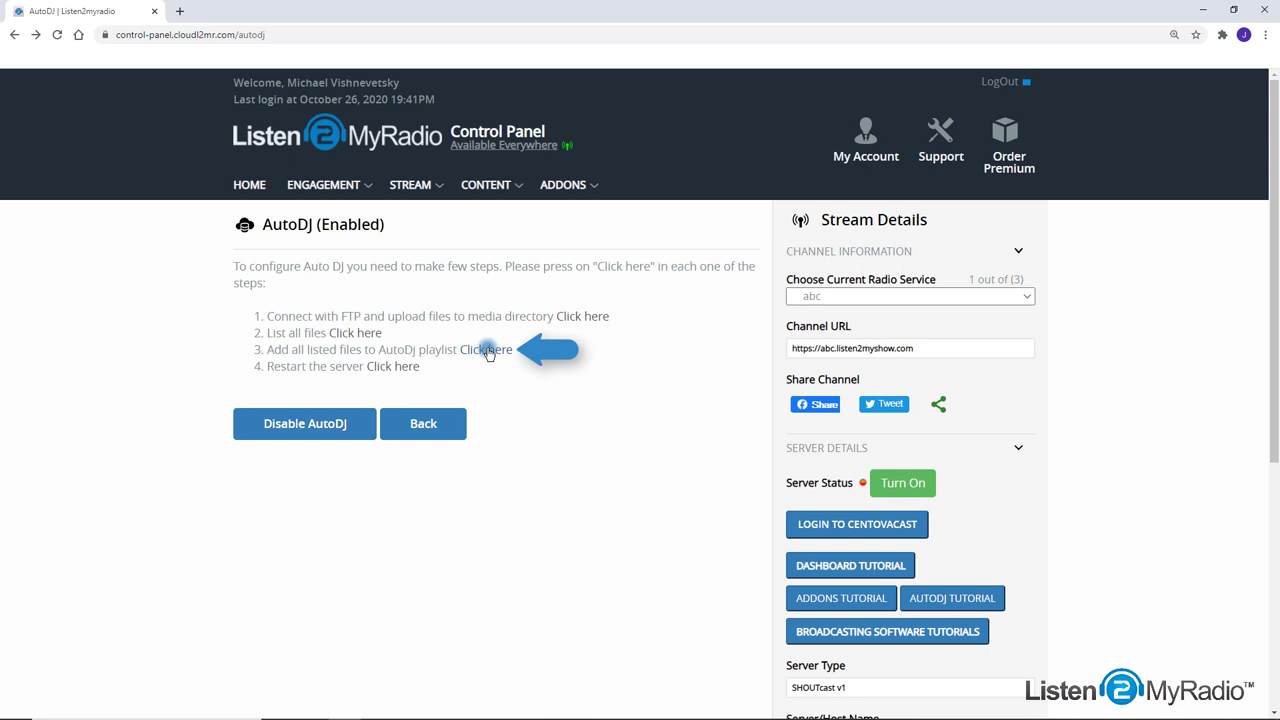 AutoDJ | Listen2myradio
control-panel.cloudl2mr.com/autodj
J
Welcome, Michael Vishnevetsky
Last login at October 26, 2020 19:41PM
LogOut
Listen2MyRadio
Control Panel
Available Everywhere
My Account
Support
Order
Premium
HOME ENGAGEMENT STREAM CONTENT ADDONS
AutoDJ (Enabled)
To configure Auto DJ you need to make few steps. Please press on "Click here" in each one of the
steps:
1. Connect with FTP and upload files to media directory Click here
2. List all files Click here
3. Add all listed files to AutoDj playlist Click here
4. Restart the server Click here
Disable AutoDJ Back
Stream Details
CHANNEL INFORMATION
Choose Current Radio Service 1 out of (3)
abc
Channel URL
https://abc.listen2myshow.com
Share Channel
Share Tweet
SERVER DETAILS
Server Status Turn On
LOGIN TO CENTOVACAST
DASHBOARD TUTORIAL
ADDONS TUTORIAL AUTODJ TUTORIAL
BROADCASTING SOFTWARE TUTORIALS
Server Type
SHOUTcast v1
Server/Host Name
Listen2MyRadio™